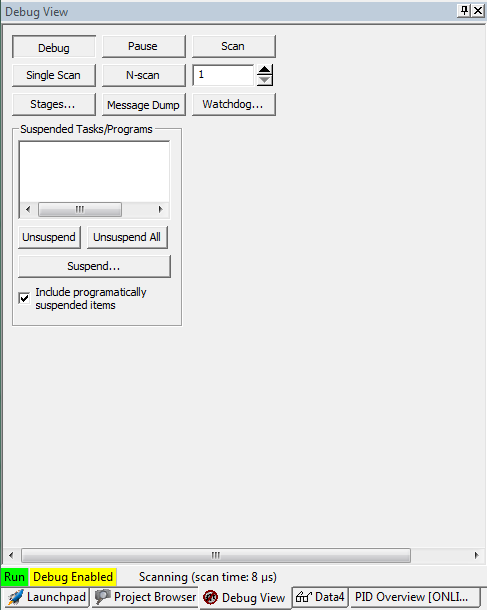 Debug View
Debug Pause Scan
Single Scan N-scan 1
Stages... Message Dump Watchdog...
Suspended Tasks/Programs
Unsuspend Unsuspend All
Suspend...
Include programatically
suspended items
Run Debug Enabled Scanning (scan time: 8 µs)
Launchpad Project Browser Debug View Data4 PID Overview [ONLI...